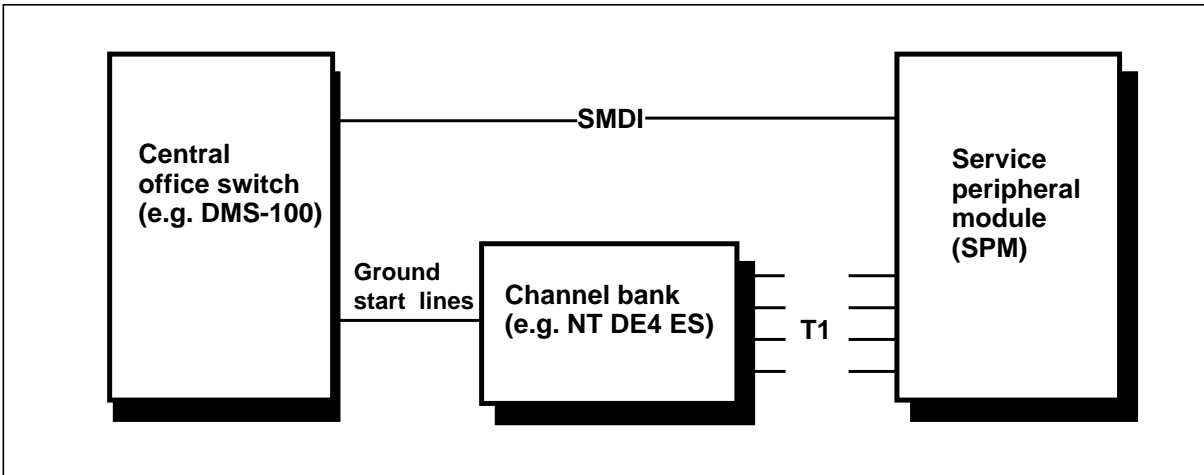 SMDI
Central
office switch
(e.g. DMS-100)
Service
peripheral
module
(SPM)
Ground
start lines
Channel bank
(e.g. NT DE4 ES)
T1